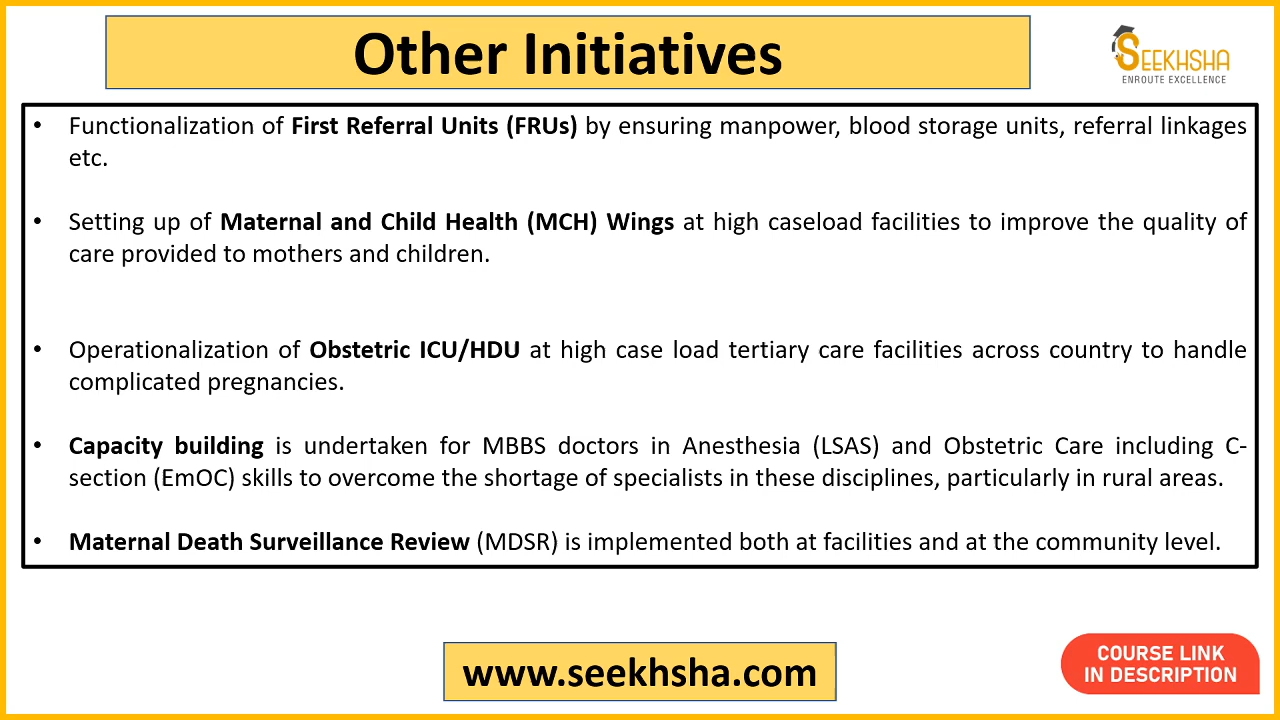 Other Initiatives
SEEKHSHA
ENROUTE EXCELLENCE
• Functionalization of First Referral Units (FRUs) by ensuring manpower, blood storage units, referral linkages
etc.
• Setting up of Maternal and Child Health (MCH) Wings at high caseload facilities to improve the quality of
care provided to mothers and children.
• Operationalization of Obstetric ICU/HDU at high case load tertiary care facilities across country to handle
complicated pregnancies.
• Capacity building is undertaken for MBBS doctors in Anesthesia (LSAS) and Obstetric Care including C-
section (EmOC) skills to overcome the shortage of specialists in these disciplines, particularly in rural areas.
• Maternal Death Surveillance Review (MDSR) is implemented both at facilities and at the community level.
www.seekhsha.com
COURSE LINK
IN DESCRIPTION